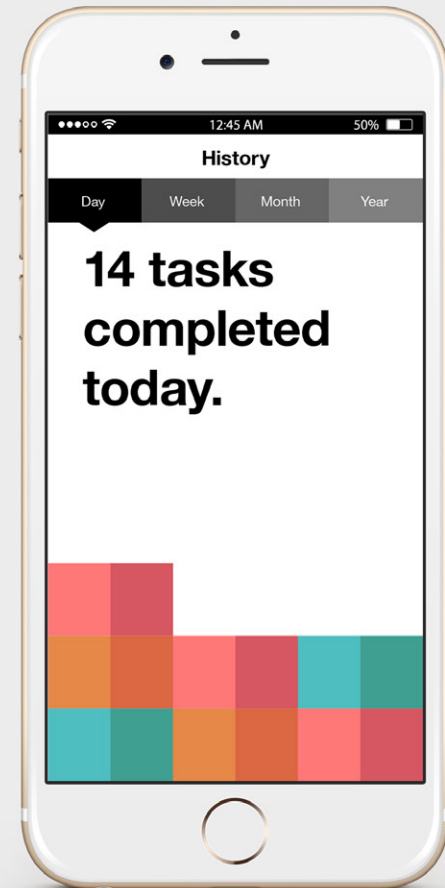 12:45 AM 50%
History
Day Week Month Year
14 tasks
completed
today.